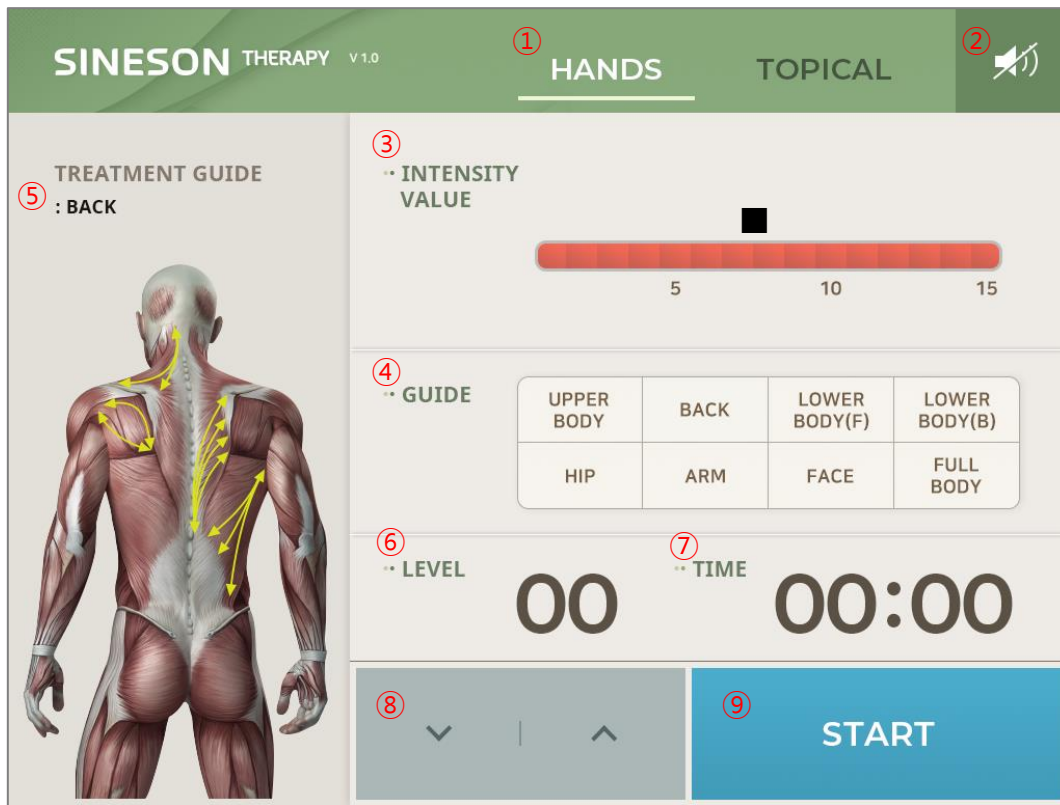 SINESON THERAPY V 1.0
① HANDS
TOPICAL
②
TREATMENT GUIDE
⑤ : BACK
③
INTENSITY
VALUE
5 10 15
④
GUIDE
UPPER
BODY
BACK
LOWER
BODY(F)
LOWER
BODY(B)
HIP
ARM
FACE
FULL
BODY
⑥
LEVEL
00
⑦
TIME
00:00
⑧
⑨
START